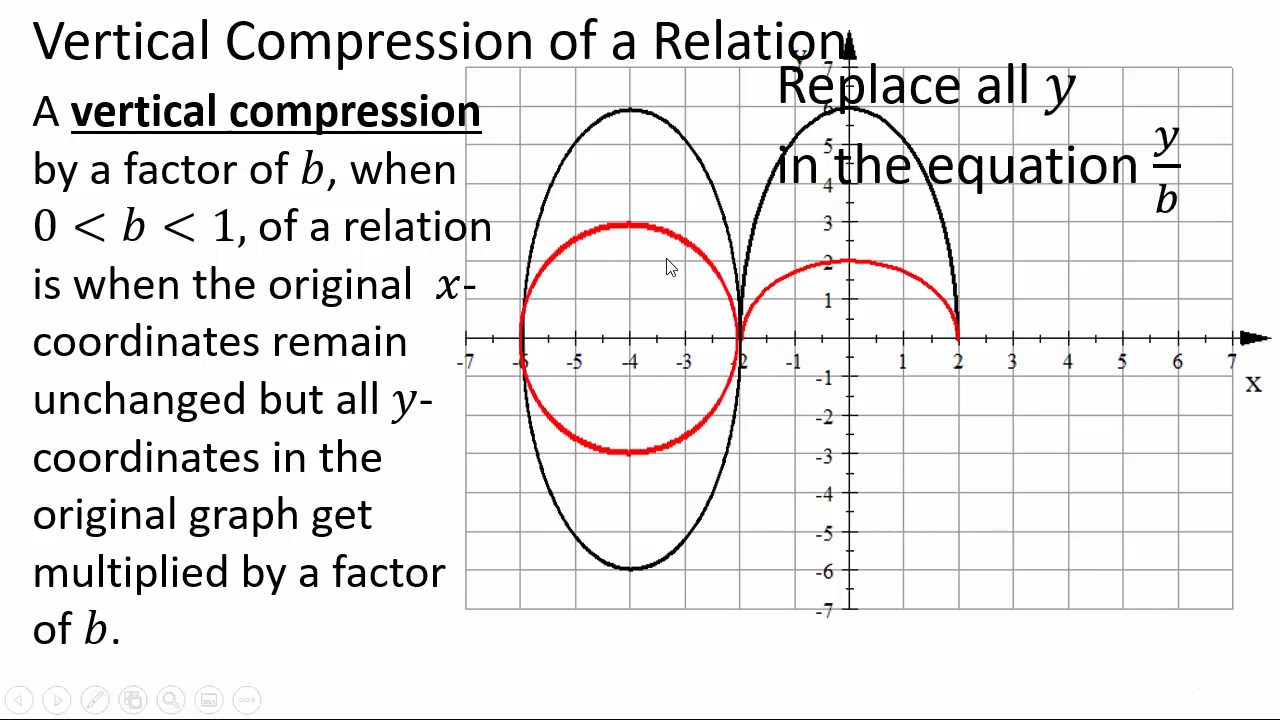 Vertical Compression of a Relation
A vertical compression
by a factor of b, when
0 < b < 1, of a relation
is when the original x-
coordinates remain
unchanged but all y-
coordinates in the
original graph get
multiplied by a factor
of b.
Replace all y
in the equation y/b
Y
7
6
5
4
3
2
1
-1
-2
-3
-4
-5
-6
-7
-7 -6 -5 -4 -3 -2 -1 1 2 3 4 5 6 7
x